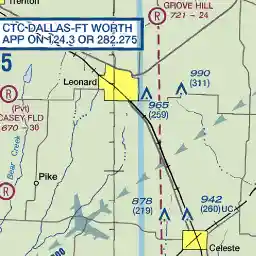 Trenton
GROVE HILL
721 - 24
CTC DALLAS-FT WORTH
APP ON 124.3 OR 282.275
5
Leonard
990
(311)
965
(259)
(Pvt)
CASEY FLD
670 - 30
Bear Creek
Pike
878
(219)
942
(260)
UC
Celeste
R
R
R